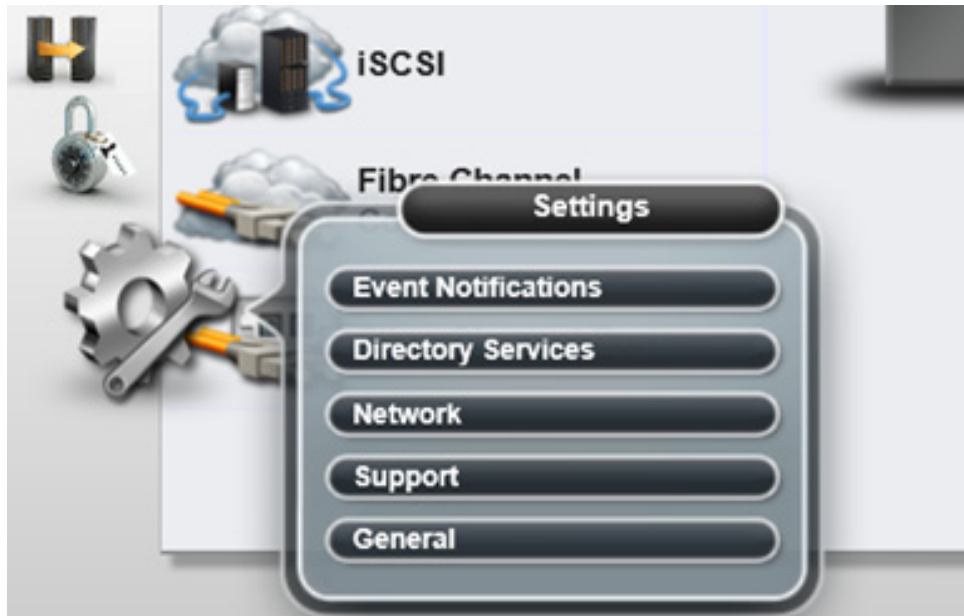 iSCSI
Fibre Channel
Settings
Event Notifications
Directory Services
Network
Support
General